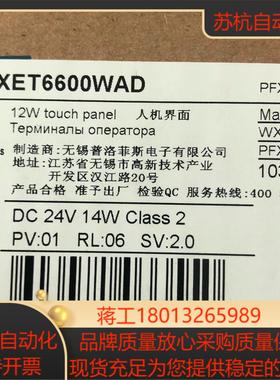 苏杭自动
XET6600WAD
PFX
12W touch panel 人机界面
Терминалы оператора
Ma
WX
PFX
103
制造商:无锡普洛菲斯电子有限公司
地址:江苏省无锡市高新技术产业
开发区汉江路20号
产品合格 准予出厂 检验QC 服务热线:400
DC 24V 14W Class 2
PV:01 RL:06 SV:2.0
自动化
蒋工18013265989
开票
品牌质量放心采购质量保
现货充足为您提供稳定的